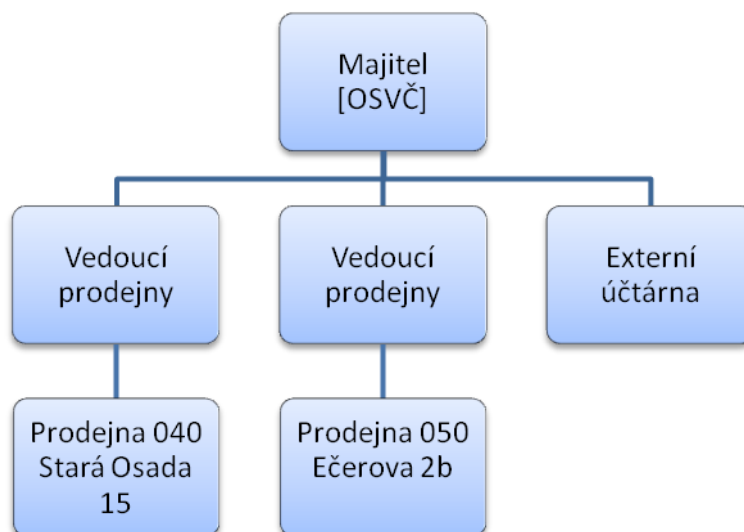 Majitel
[OSVČ]
Vedoucí
prodejny
Vedoucí
prodejny
Externí
účtárna
Prodejna 040
Stará Osada
15
Prodejna 050
Ečerova 2b